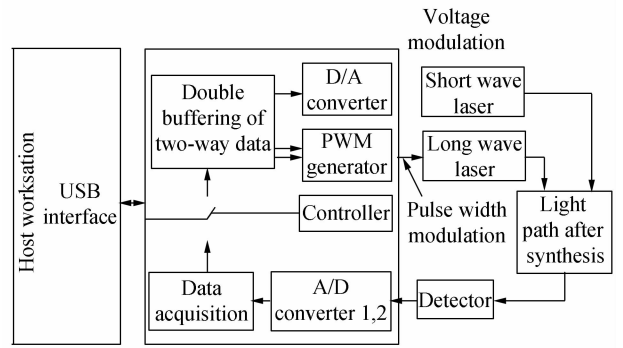 Voltage
modulation
D/A
converter
Short wave
laser
Double
buffering of
two-way data
PWM
generator
Long wave
laser
Host worksation
USB
interface
Controller
Pulse width
modulation
Light
path after
synthesis
Data
acquisition
A/D
converter 1,2
Detector